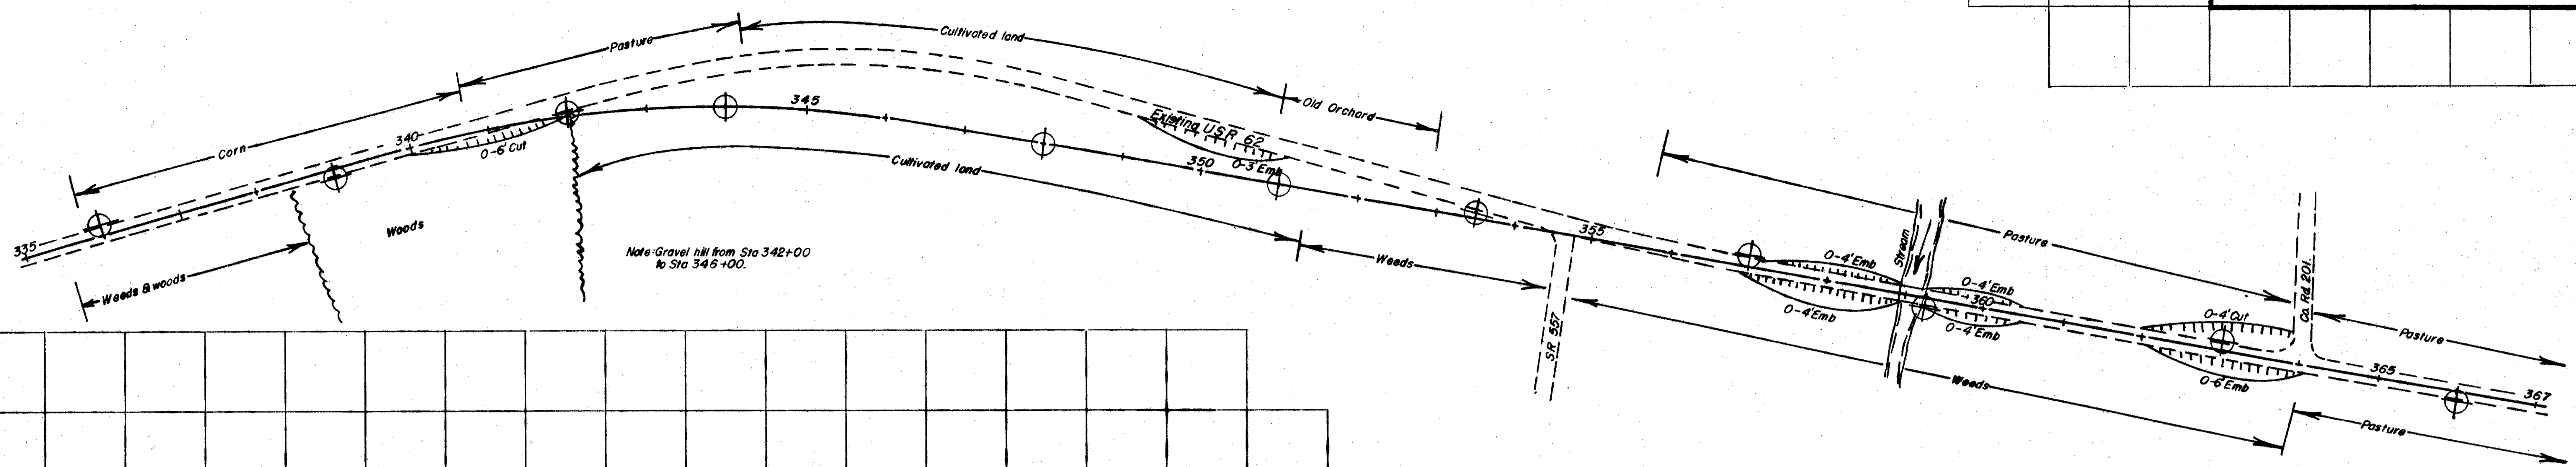 Cultivated land
Pasture
Corn
Old Orchard
335
340
345
350
355
360
365
367
0-6' Cut
Existing USR 62
0-3' Emb
Cultivated land
Woods
Weeds & woods
Note: Gravel hill from Sta 342+00
to Sta 346+00.
Weeds
SR 557
Stream
Pasture
0-4' Emb
0-4' Emb
0-4' Emb
0-4' Emb
Co. Rd. 201.
0-4' Cut
0-6' Emb
Pasture
Weeds
Pasture